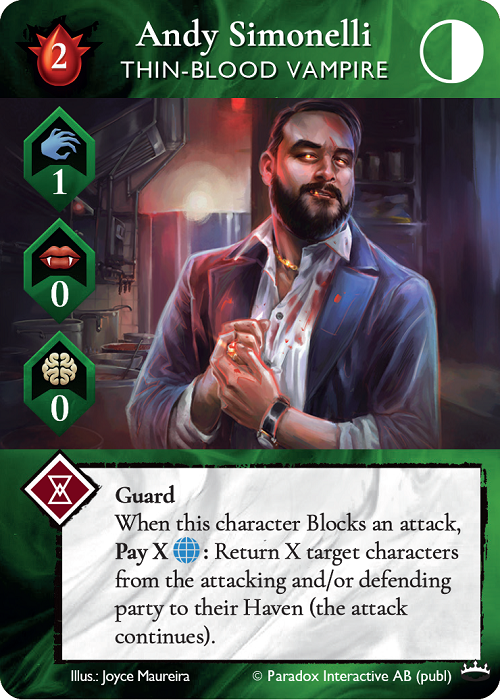 2
Andy Simonelli
THIN-BLOOD VAMPIRE
1
0
0
Guard
When this character Blocks an attack,
Pay X : Return X target characters
from the attacking and/or defending
party to their Haven (the attack
continues).
Illus.: Joyce Maureira
© Paradox Interactive AB (publ)